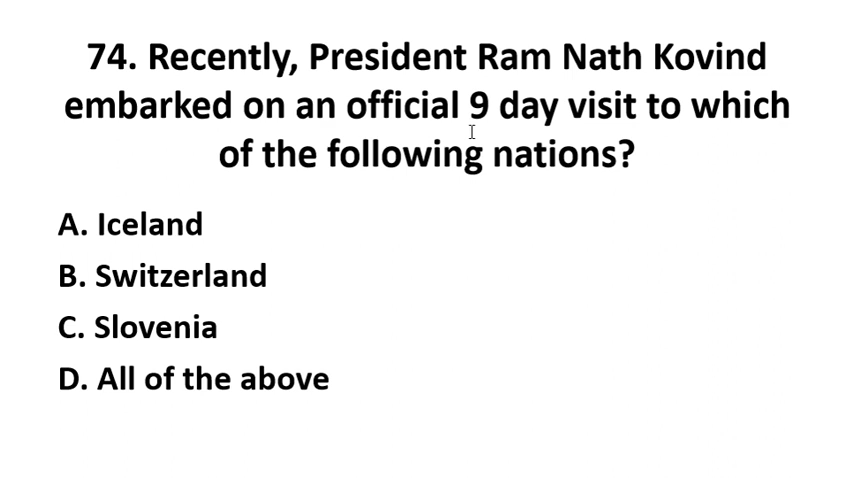 74. Recently, President Ram Nath Kovind
embarked on an official 9 day visit to which
of the following nations?
A. Iceland
B. Switzerland
C. Slovenia
D. All of the above